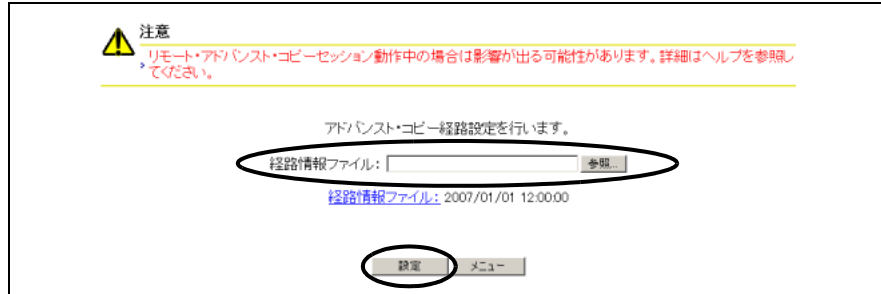 注意
リモート・アドバンスト・コピーセッション動作中の場合は影響が出る可能性があります。詳細はヘルプを参照し
てください。
アドバンスト・コピー経路設定を行います。
経路情報ファイル： 参照...
経路情報ファイル： 2007/01/01 12:00:00
設定 メニュー